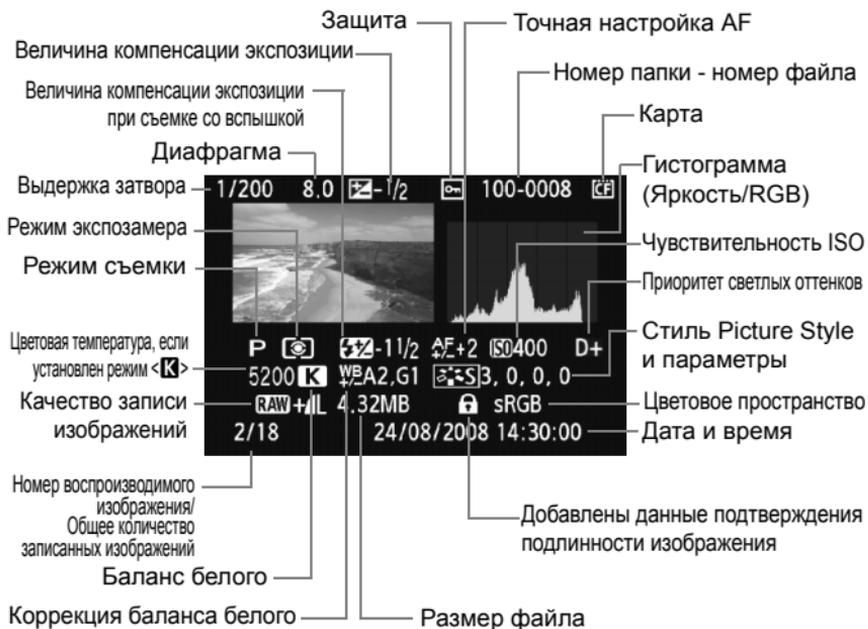 Защита
Точная настройка AF
Величина компенсации экспозиции
Номер папки - номер файла
Величина компенсации экспозиции
при съемке со вспышкой
Карта
Диафрагма
Гистограмма
(Яркость/RGB)
Выдержка затвора
1/200 8.0 -1/2 100-0008 CF
Режим экспозамера
Чувствительность ISO
Режим съемки
Приоритет светлых оттенков
P -1 1/2 AF+2 ISO400 D+
Стиль Picture Style
и параметры
Цветовая температура, если
установлен режим <K>
5200 K WB A2,G1 S 3, 0, 0, 0
Качество записи
изображений
RAW+L 4.32MB sRGB
Цветовое пространство
2/18 24/08/2008 14:30:00
Дата и время
Номер воспроизводимого
изображения/
Общее количество
записанных изображений
Добавлены данные подтверждения
подлинности изображения
Баланс белого
Коррекция баланса белого
Размер файла